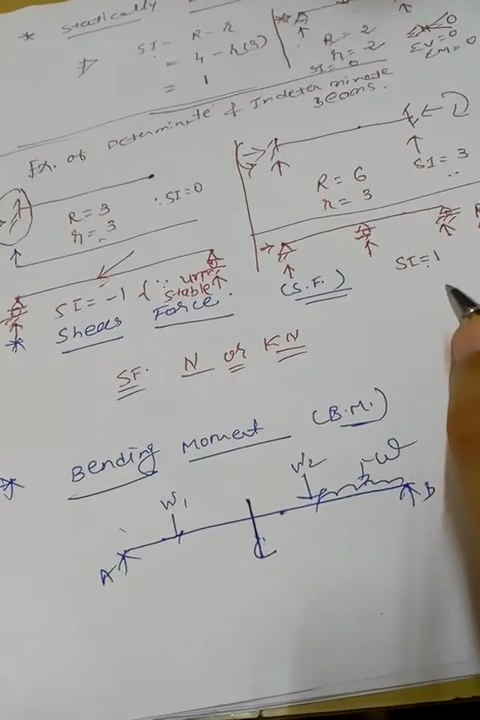 * Statically
SI = R - r
= 4 - r(3)
= 1
R = 2
r = 2
SI = 0
ΣV=0
ΣM=0
Ex. of Determinate & Indeterminate
Beams.
R = 3
r = 3
∴ SI=0
R = 6
r = 3
SI = 3
SI = -1 {∵ un-
stable
SI = 1
* Shear Force (S.F.)
SF. N or KN
* Bending Moment (B.M.)
W1
W2
W
A
C
B